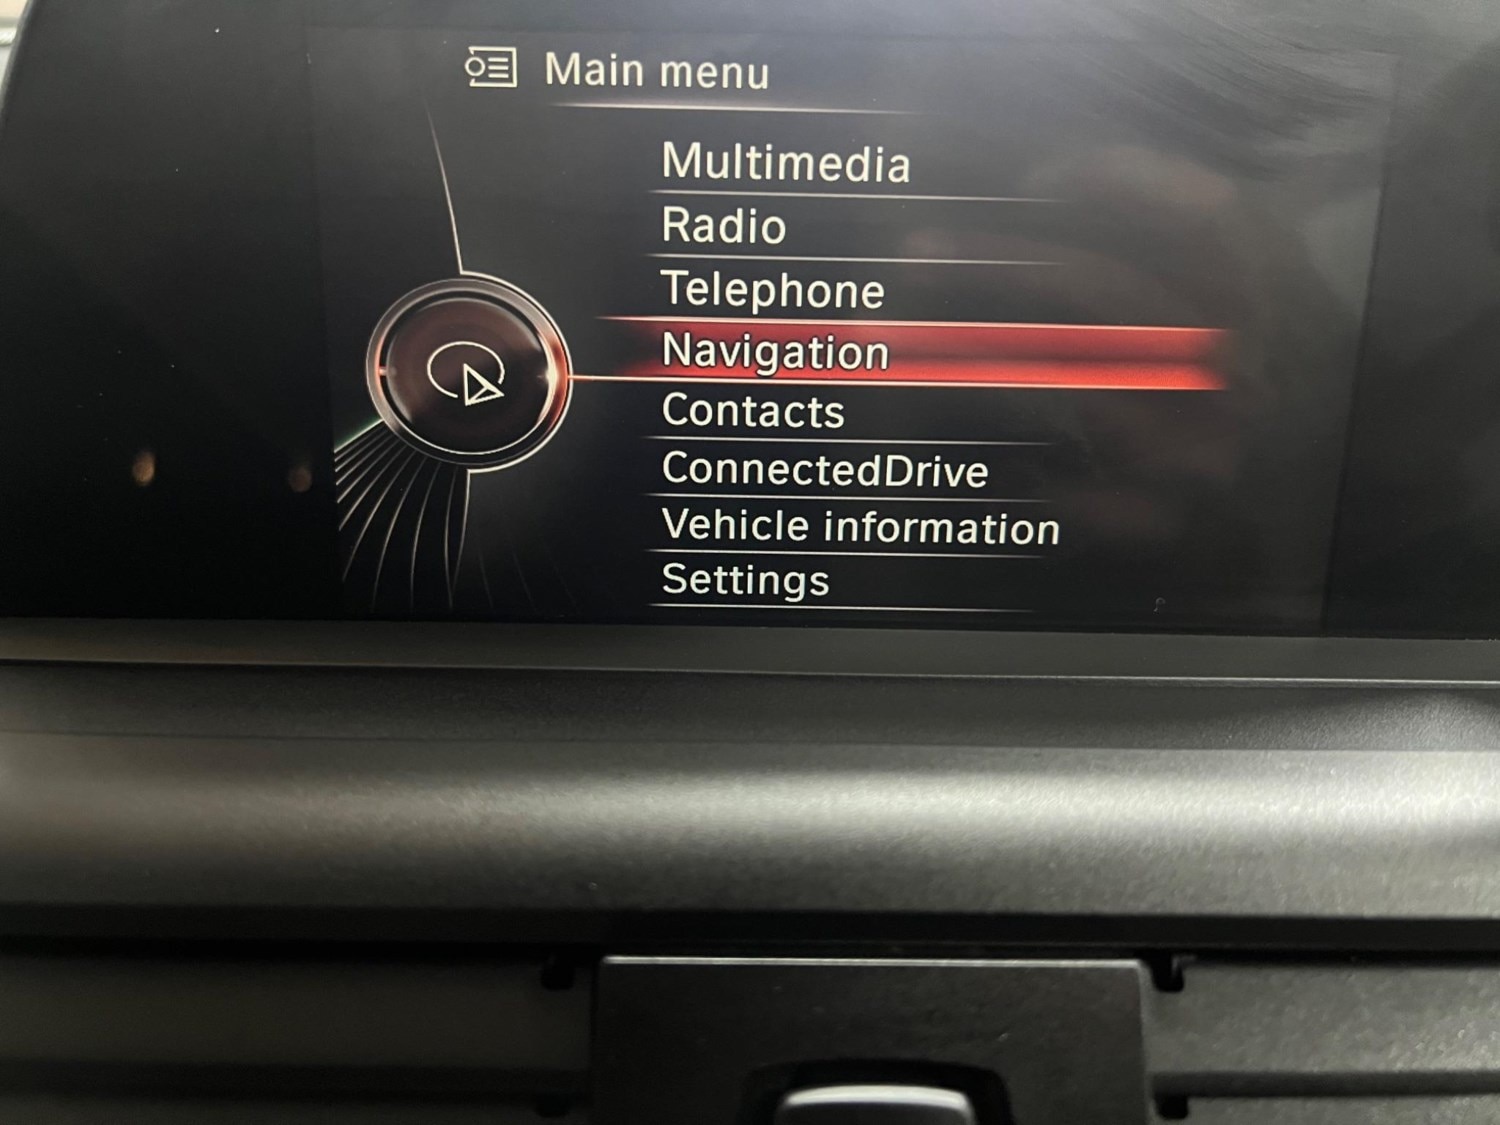 Main menu
Multimedia
Radio
Telephone
Navigation
Contacts
ConnectedDrive
Vehicle information
Settings